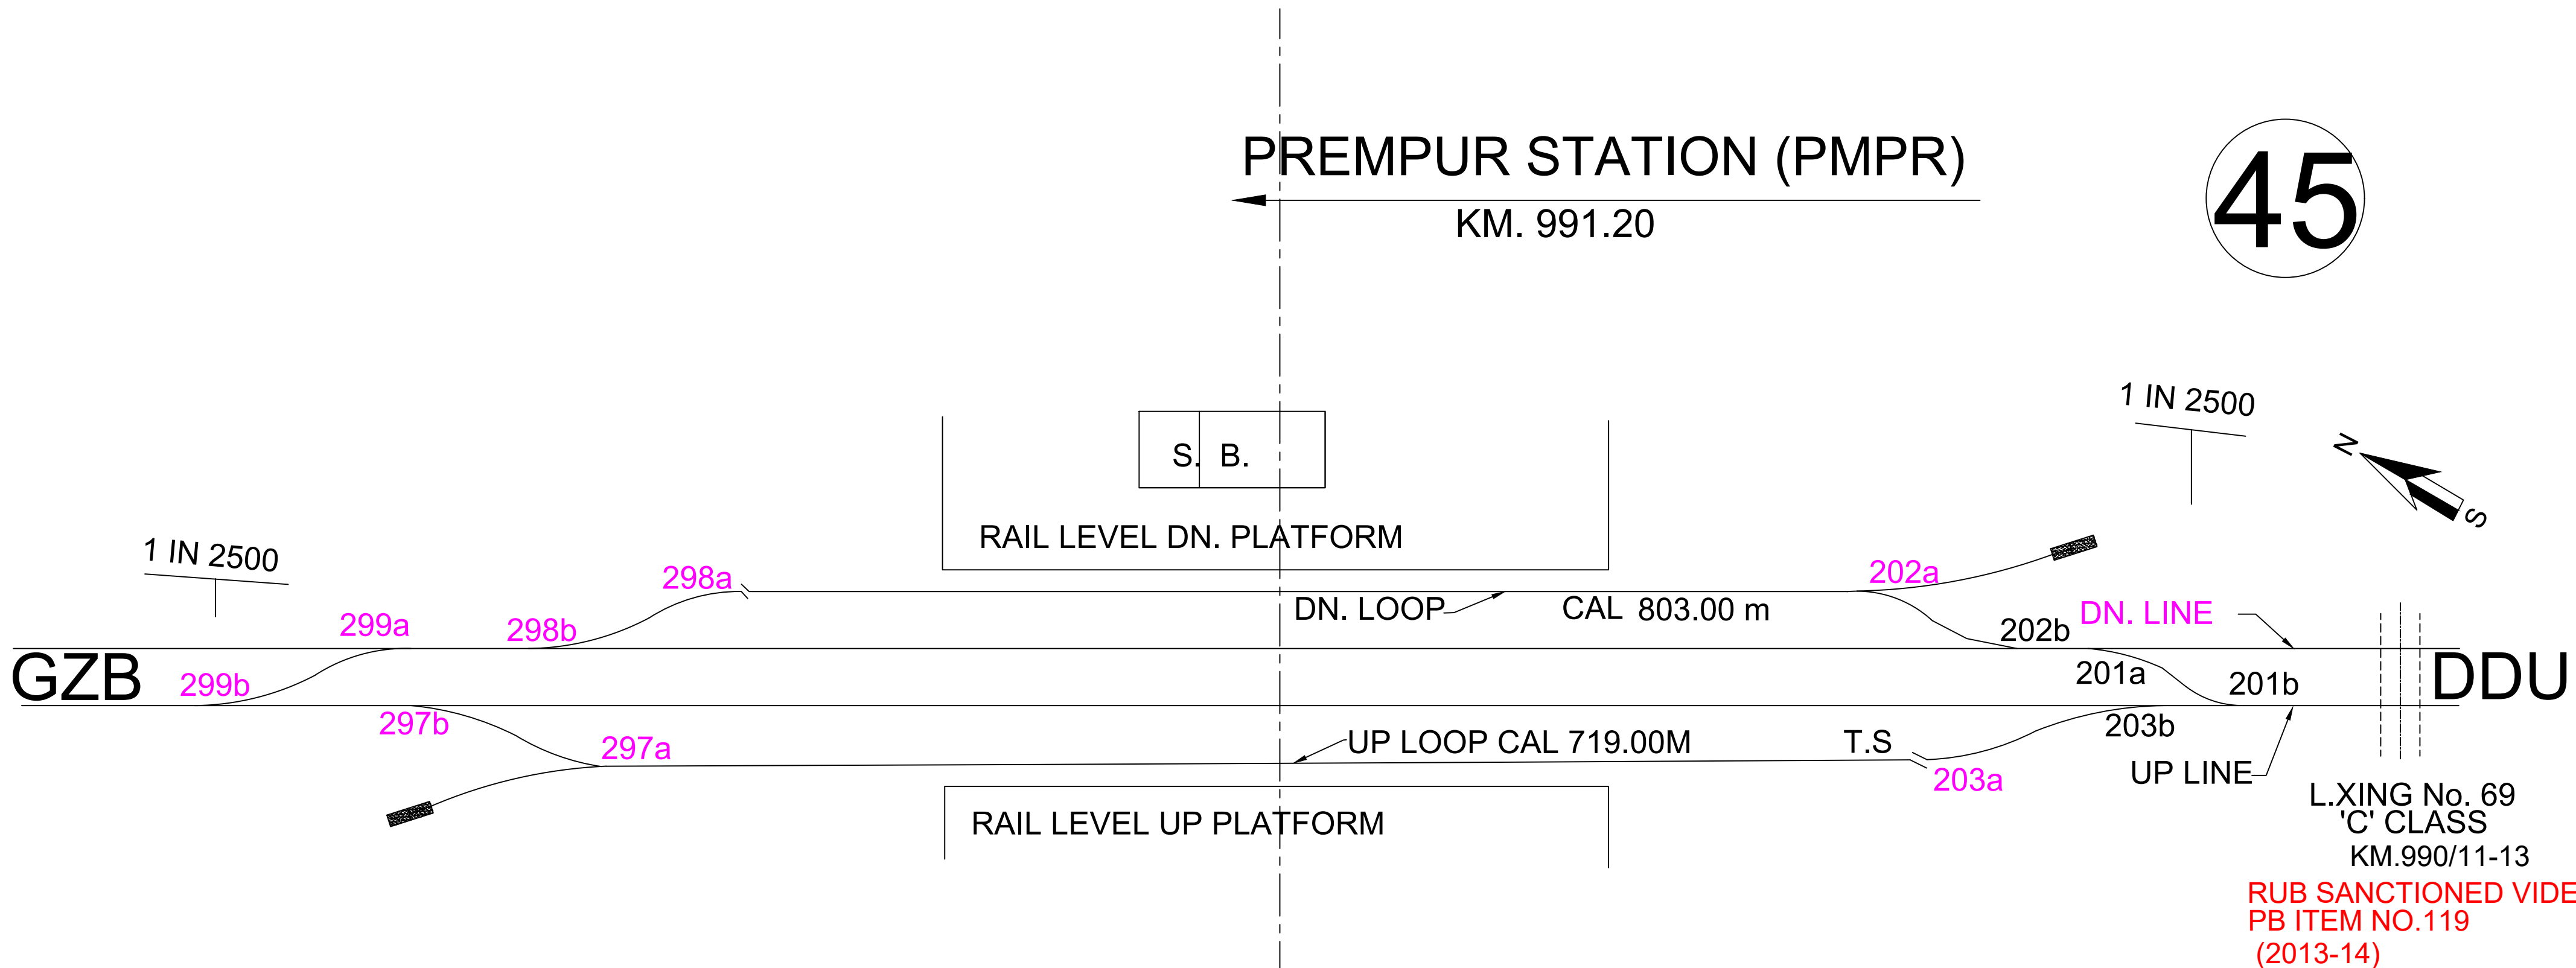 PREMPUR STATION (PMPR)
KM. 991.20
45
1 IN 2500
N
S
S. B.
RAIL LEVEL DN. PLATFORM
1 IN 2500
298a
202a
DN. LOOP
CAL 803.00 m
299a
298b
202b
DN. LINE
GZB
299b
201a
201b
DDU
297b
297a
UP LOOP CAL 719.00M
T.S
203b
203a
UP LINE
RAIL LEVEL UP PLATFORM
L.XING No. 69
'C' CLASS
KM.990/11-13
RUB SANCTIONED VIDE
PB ITEM NO.119
(2013-14)